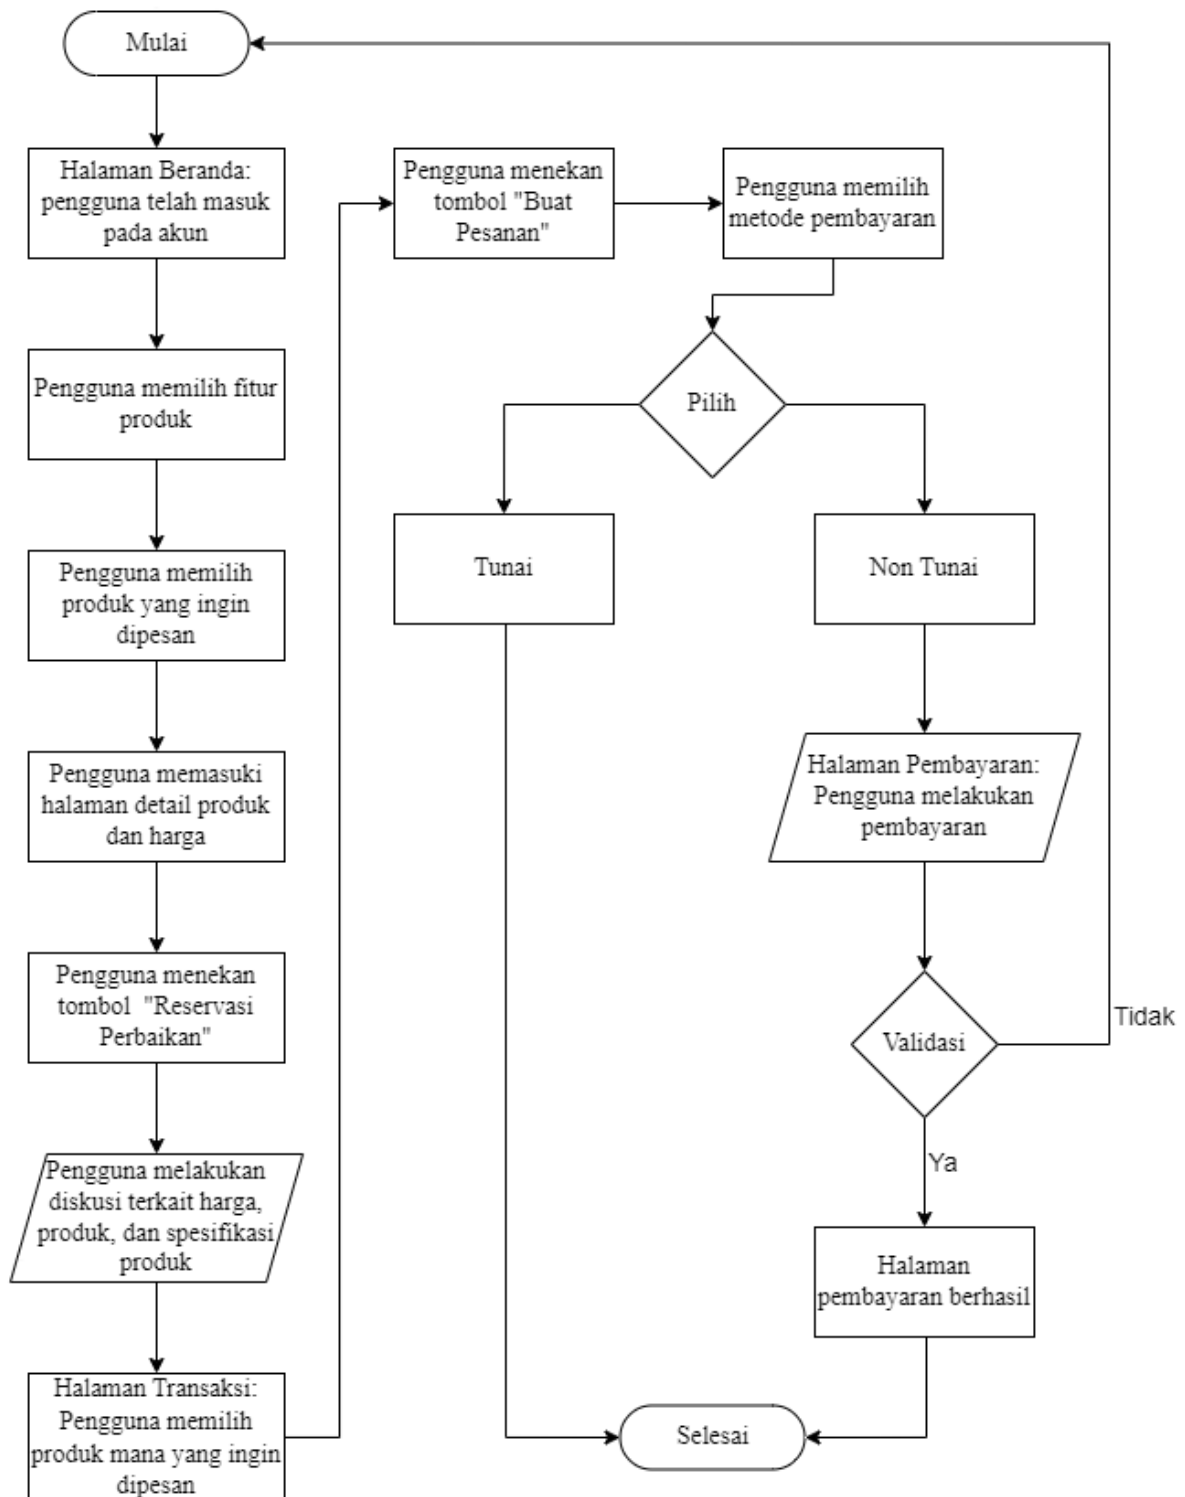 Mulai
Halaman Beranda:
pengguna telah masuk
pada akun
Pengguna memilih fitur
produk
Pengguna memilih
produk yang ingin
dipesan
Pengguna memasuki
halaman detail produk
dan harga
Pengguna menekan
tombol  "Reservasi
Perbaikan"
Pengguna melakukan
diskusi terkait harga,
produk, dan spesifikasi
produk
Halaman Transaksi:
Pengguna memilih
produk mana yang ingin
dipesan
Pengguna menekan
tombol "Buat
Pesanan"
Pengguna memilih
metode pembayaran
Pilih
Tunai
Non Tunai
Halaman Pembayaran:
Pengguna melakukan
pembayaran
Validasi
Tidak
Ya
Halaman
pembayaran berhasil
Selesai